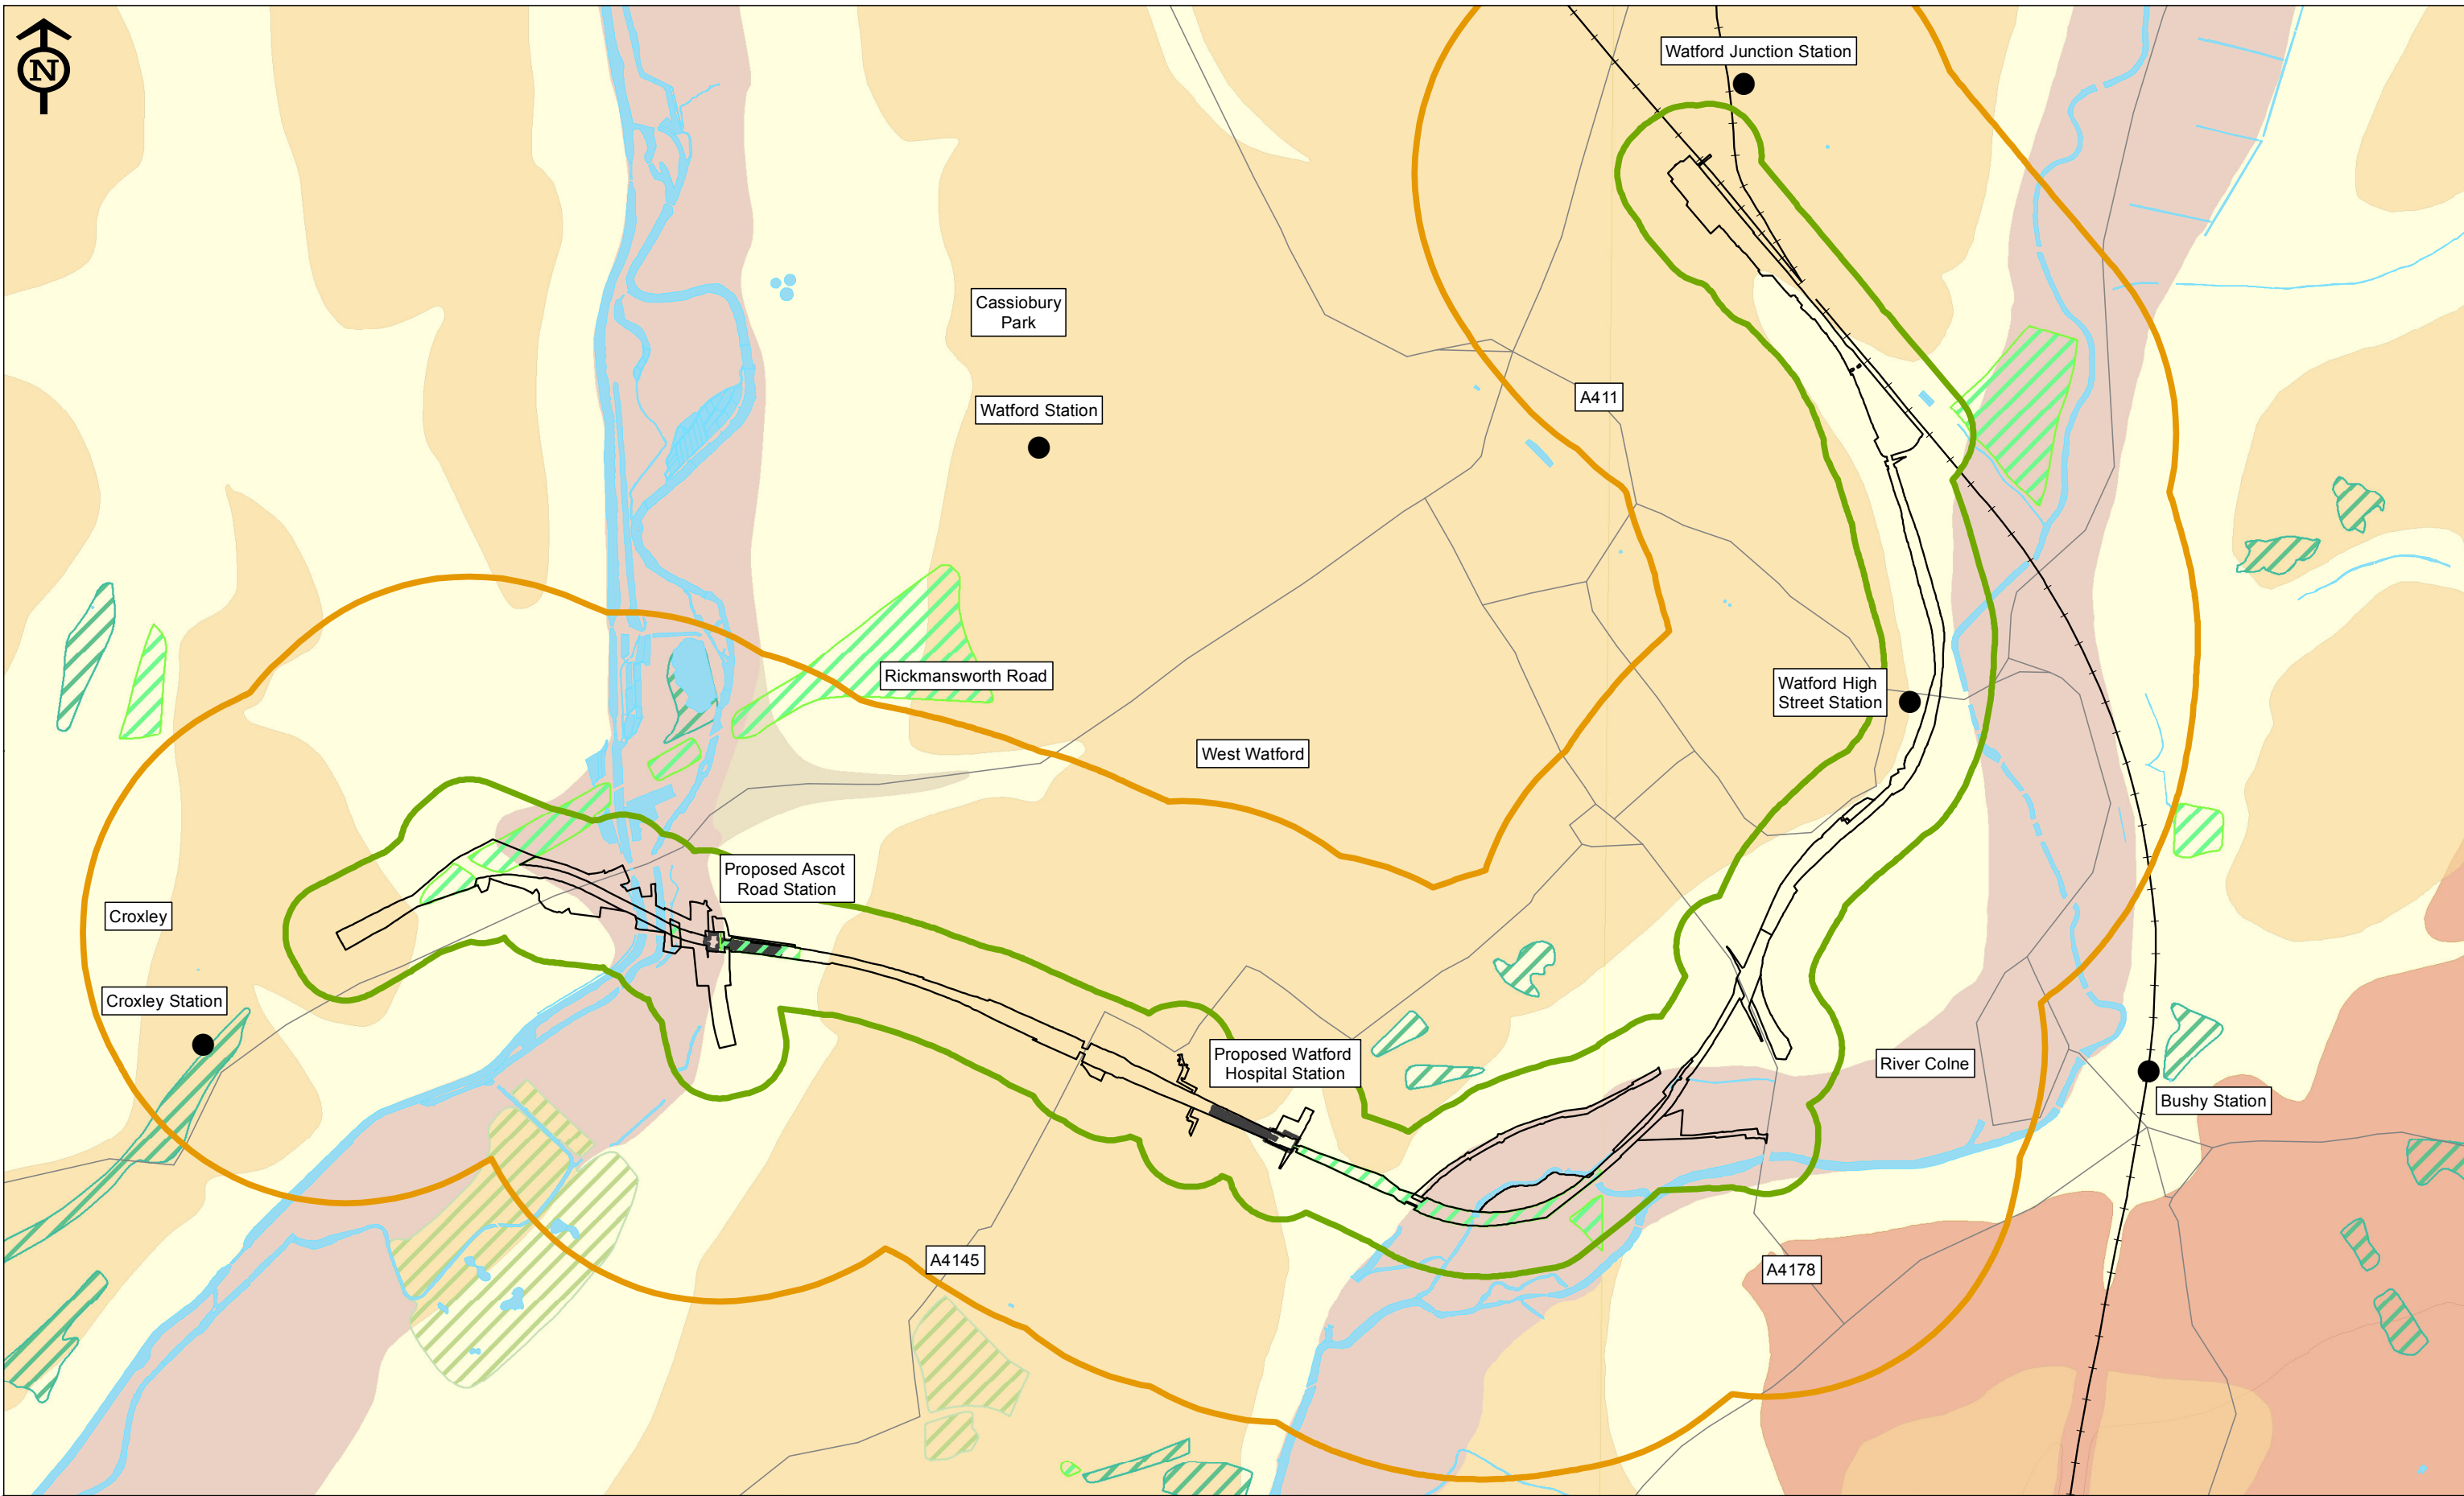 N
Watford Junction Station
Cassiobury
Park
A411
Watford Station
Rickmansworth Road
Watford High
Street Station
West Watford
Proposed Ascot
Road Station
Croxley
Croxley Station
Proposed Watford
Hospital Station
River Colne
Bushy Station
A4145
A4178